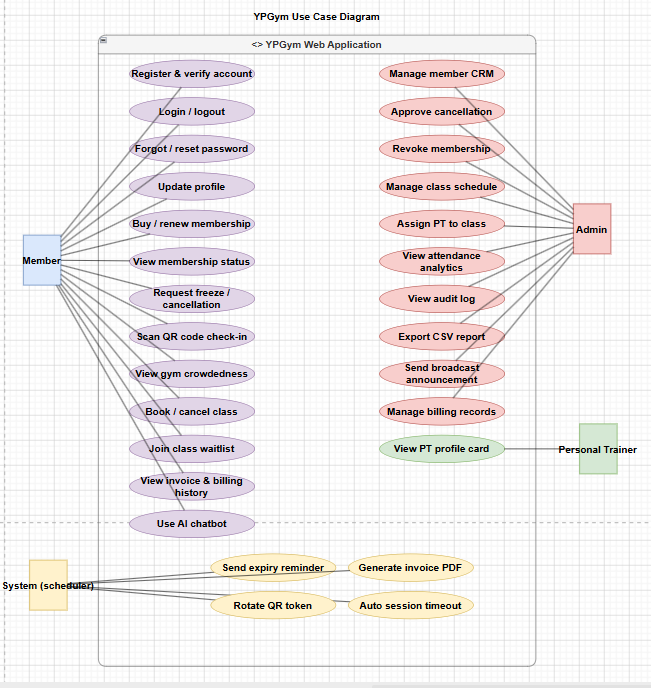 YPGym Use Case Diagram
<> YPGym Web Application
Register & verify account
Login / logout
Forgot / reset password
Update profile
Buy / renew membership
View membership status
Request freeze /
cancellation
Scan QR code check-in
View gym crowdedness
Book / cancel class
Join class waitlist
View invoice & billing
history
Use AI chatbot
Manage member CRM
Approve cancellation
Revoke membership
Manage class schedule
Assign PT to class
View attendance
analytics
View audit log
Export CSV report
Send broadcast
announcement
Manage billing records
View PT profile card
Member
Admin
Personal Trainer
System (scheduler)
Send expiry reminder
Generate invoice PDF
Rotate QR token
Auto session timeout